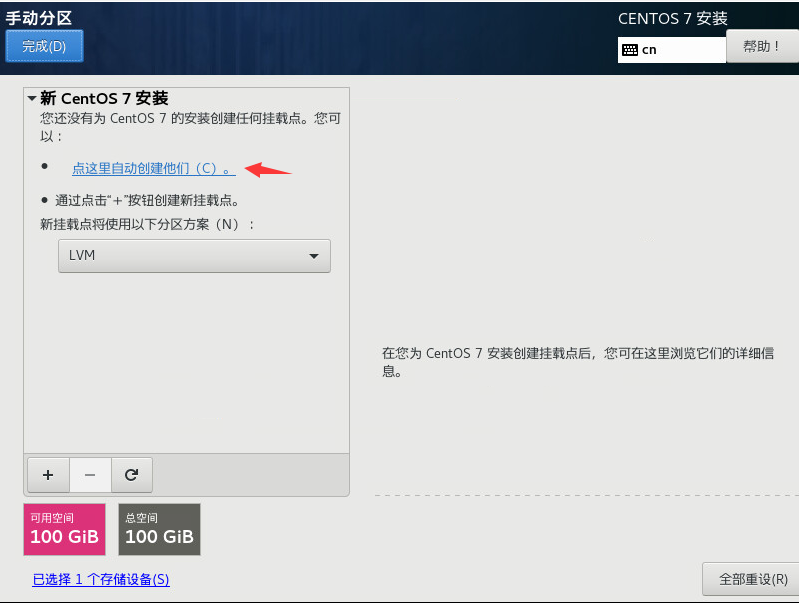 手动分区
CENTOS 7 安装
完成(D)
cn
帮助！
新 CentOS 7 安装
您还没有为 CentOS 7 的安装创建任何挂载点。您可
以：
点这里自动创建他们（C）。
通过点击“+”按钮创建新挂载点。
新挂载点将使用以下分区方案（N）：
LVM
在您为 CentOS 7 安装创建挂载点后，您可在这里浏览它们的详细信
息。
+ −
可用空间
100 GiB
总空间
100 GiB
已选择 1 个存储设备(S)
全部重设(R)